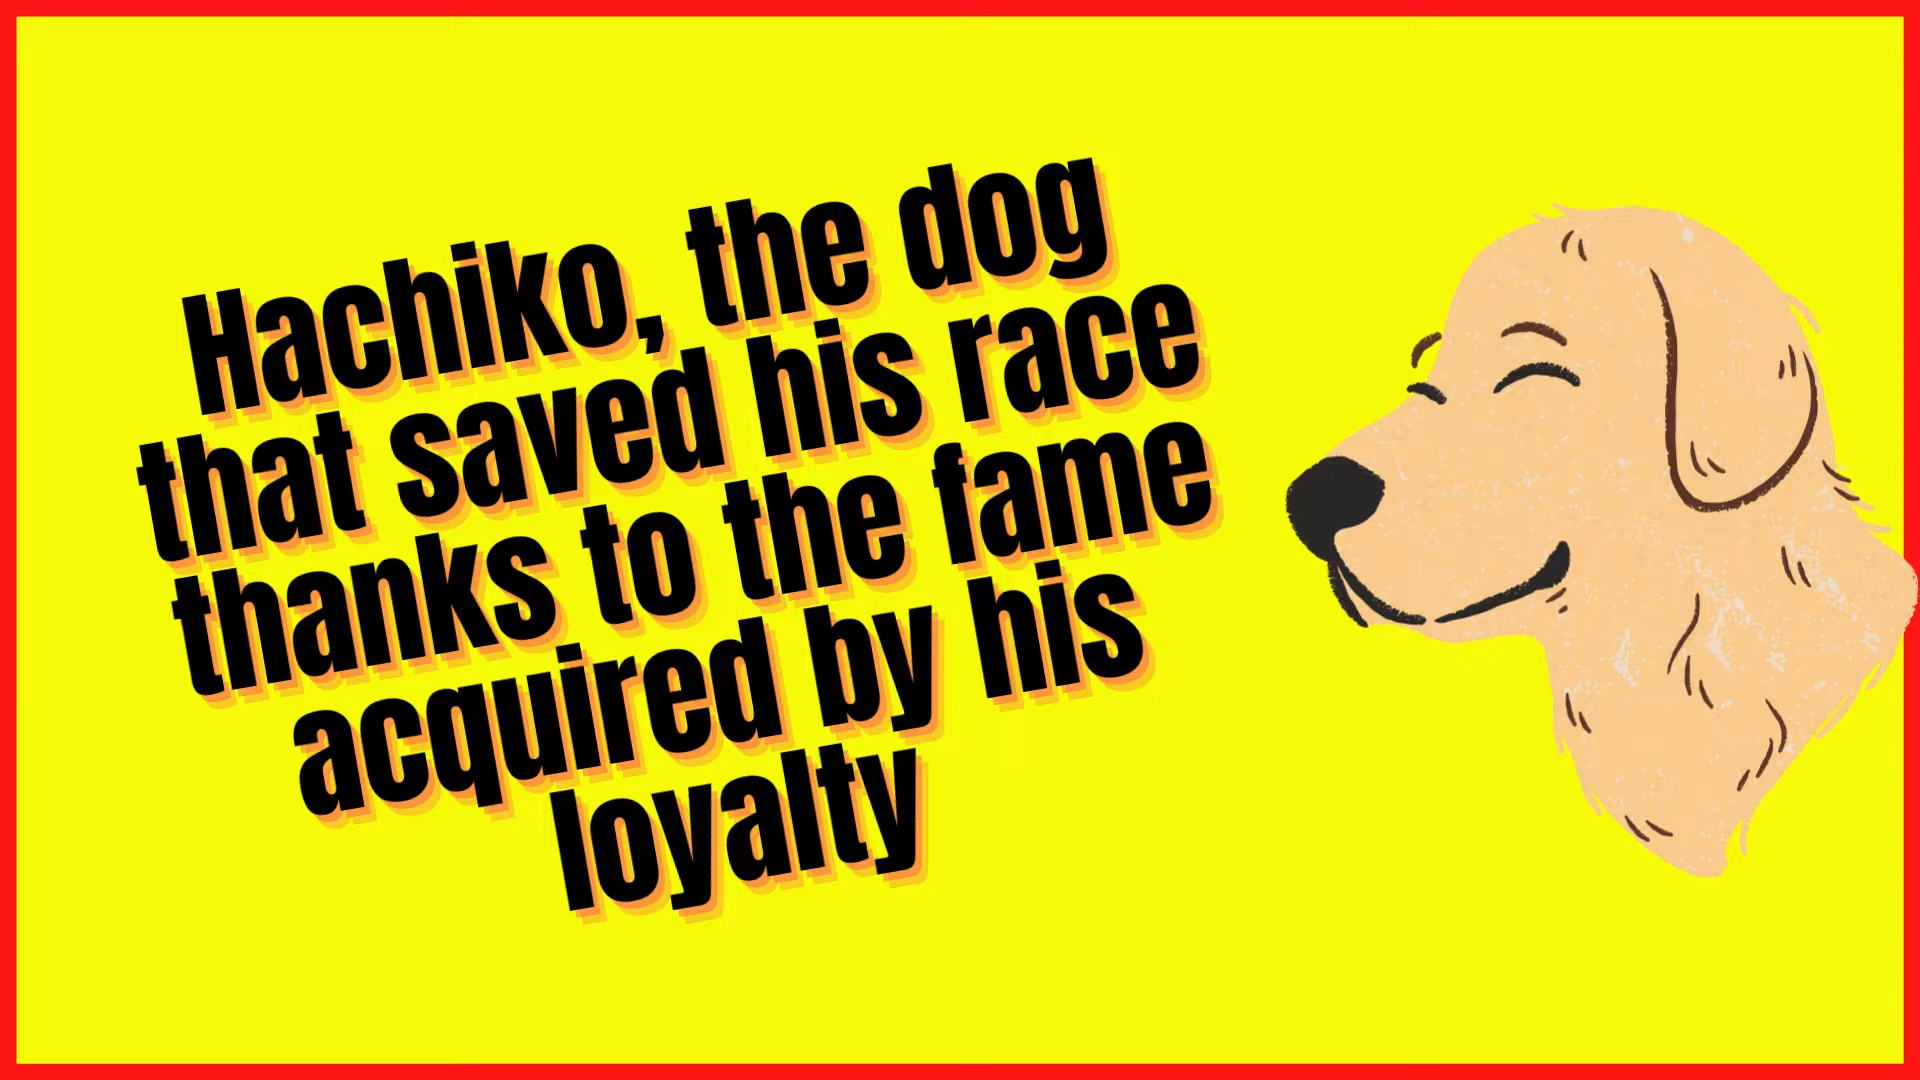 Hachiko, the dog
that saved his race
thanks to the fame
acquired by his
loyalty